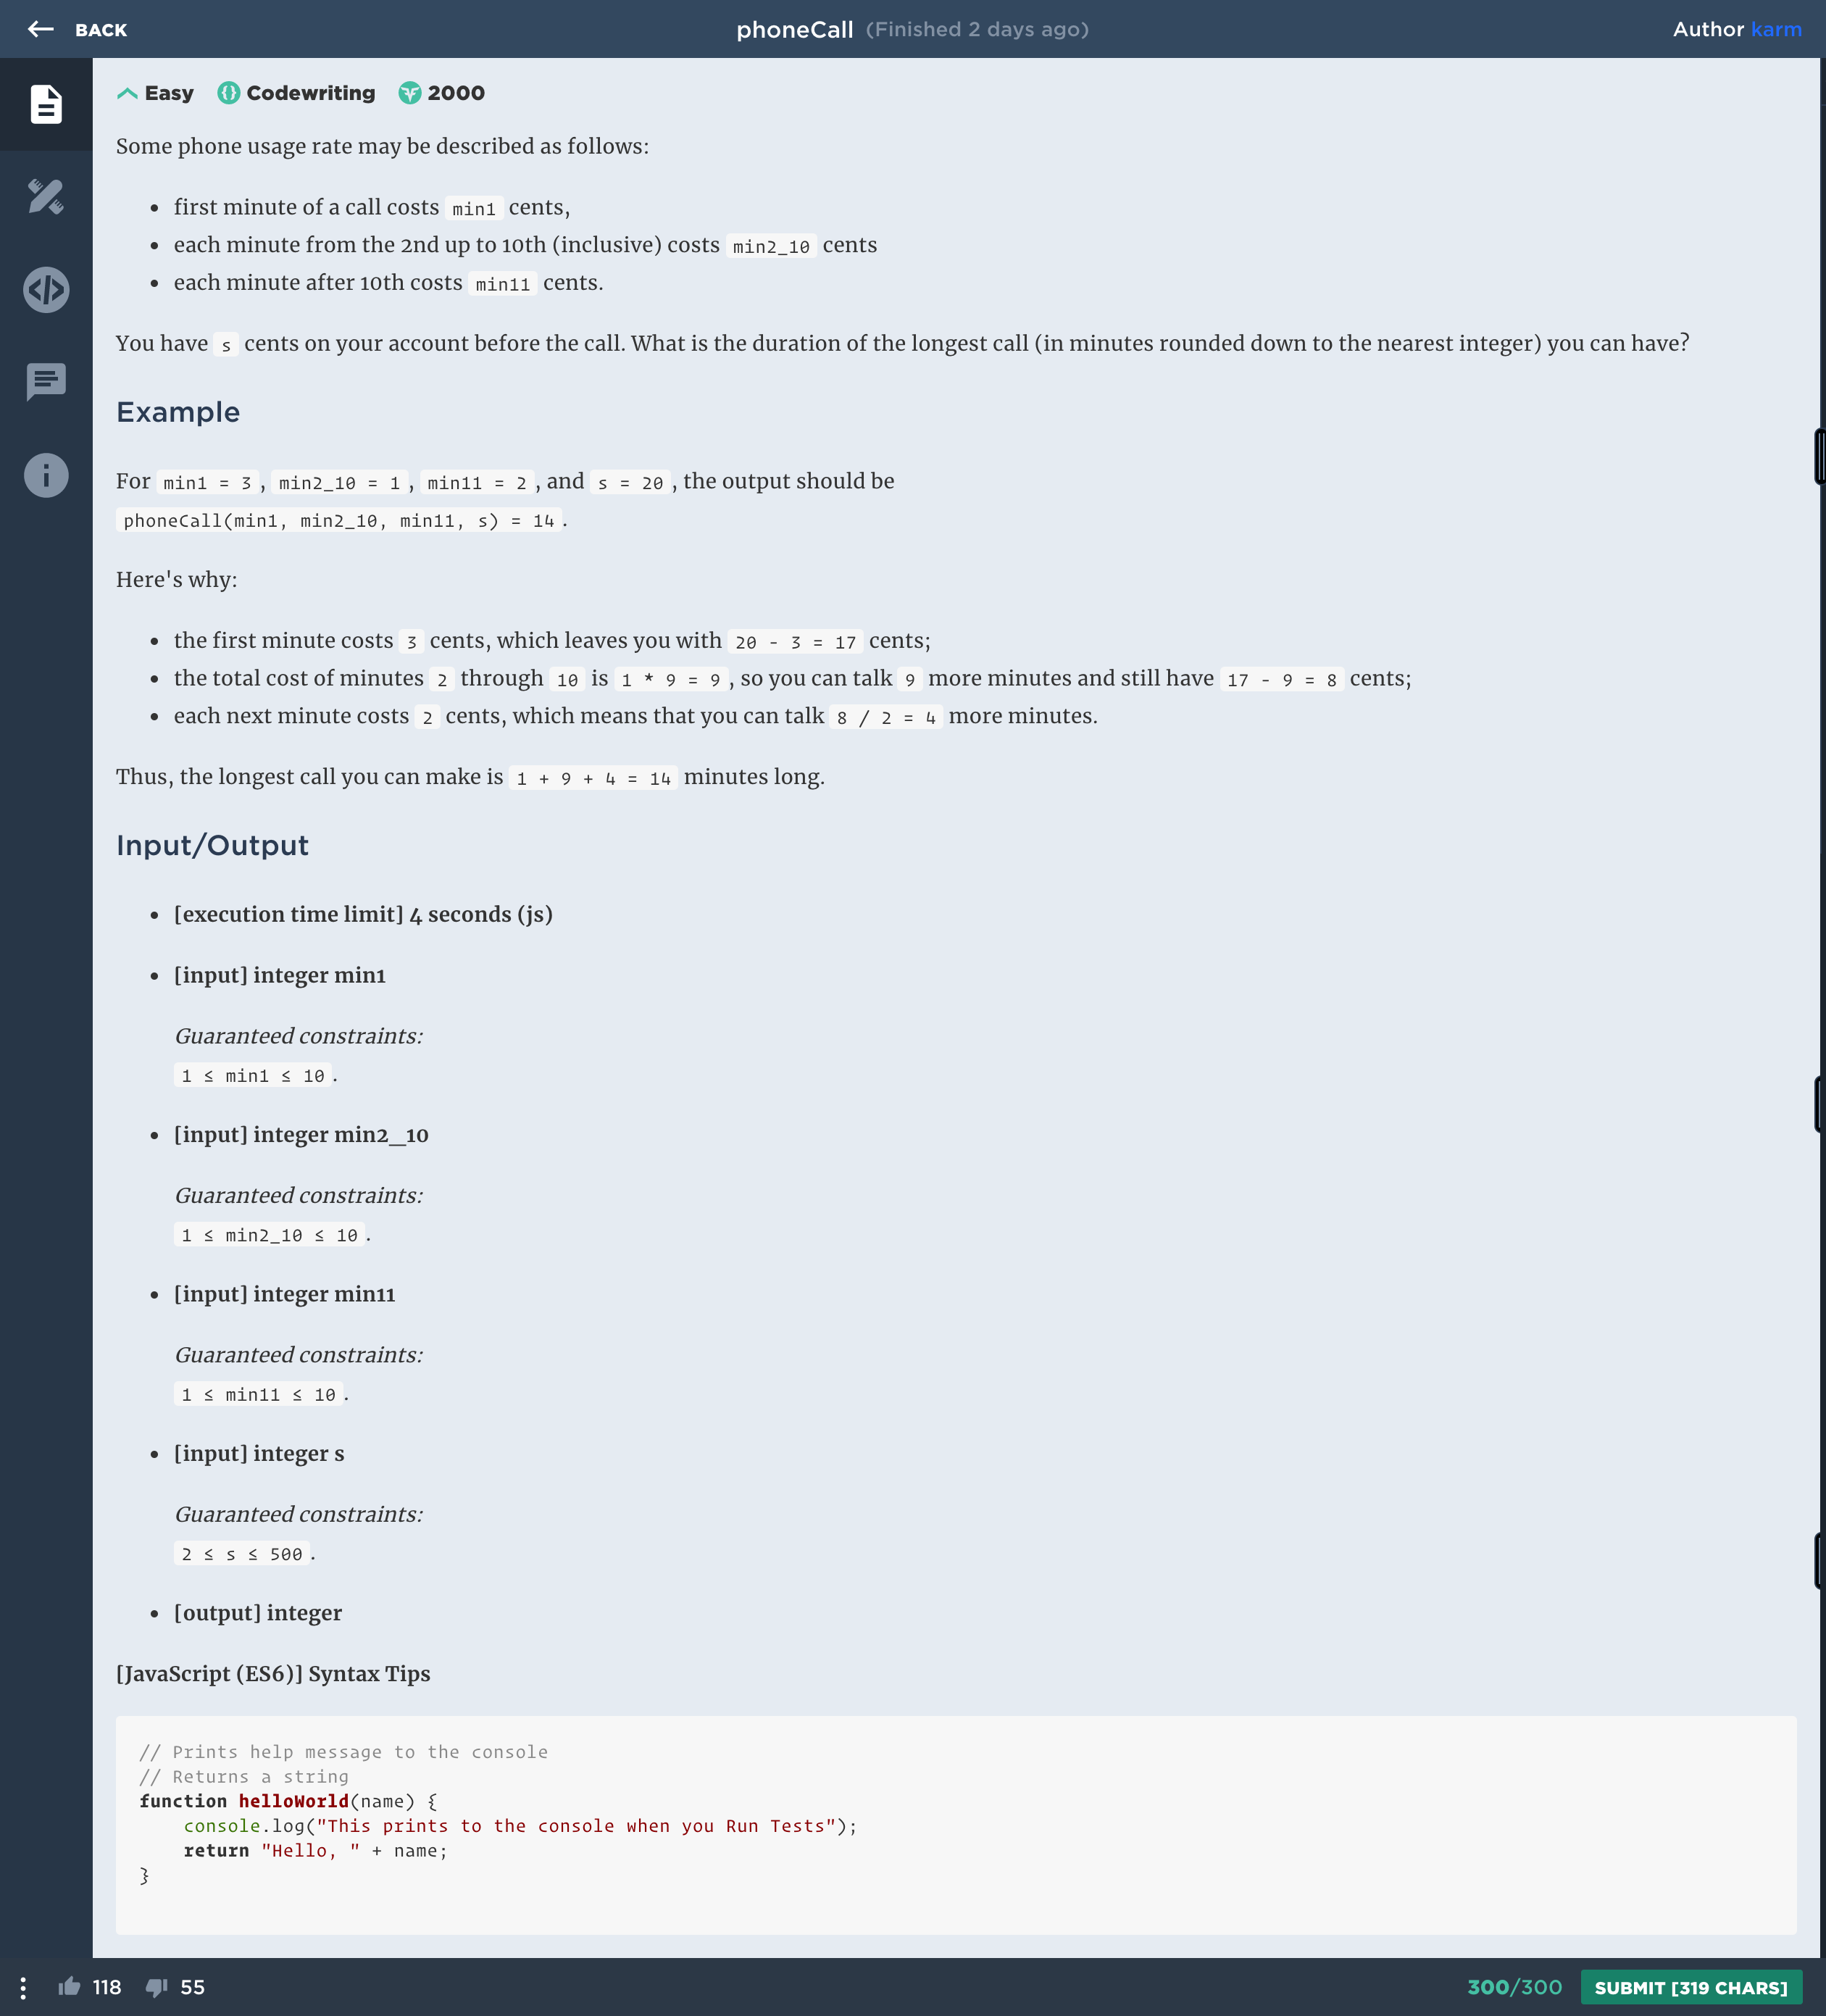 BACK
phoneCall (Finished 2 days ago)
Author karm
Easy Codewriting 2000
Some phone usage rate may be described as follows:
first minute of a call costs min1 cents,
each minute from the 2nd up to 10th (inclusive) costs min2_10 cents
each minute after 10th costs min11 cents.
You have s cents on your account before the call. What is the duration of the longest call (in minutes rounded down to the nearest integer) you can have?
Example
For min1 = 3, min2_10 = 1, min11 = 2, and s = 20, the output should be
phoneCall(min1, min2_10, min11, s) = 14.
Here's why:
the first minute costs 3 cents, which leaves you with 20 - 3 = 17 cents;
the total cost of minutes 2 through 10 is 1 * 9 = 9, so you can talk 9 more minutes and still have 17 - 9 = 8 cents;
each next minute costs 2 cents, which means that you can talk 8 / 2 = 4 more minutes.
Thus, the longest call you can make is 1 + 9 + 4 = 14 minutes long.
Input/Output
[execution time limit] 4 seconds (js)
[input] integer min1
Guaranteed constraints:
1 ≤ min1 ≤ 10.
[input] integer min2_10
Guaranteed constraints:
1 ≤ min2_10 ≤ 10.
[input] integer min11
Guaranteed constraints:
1 ≤ min11 ≤ 10.
[input] integer s
Guaranteed constraints:
2 ≤ s ≤ 500.
[output] integer
[JavaScript (ES6)] Syntax Tips
// Prints help message to the console
// Returns a string
function helloWorld(name) {
console.log("This prints to the console when you Run Tests");
return "Hello, " + name;
}
118 55
300/300
SUBMIT [319 CHARS]